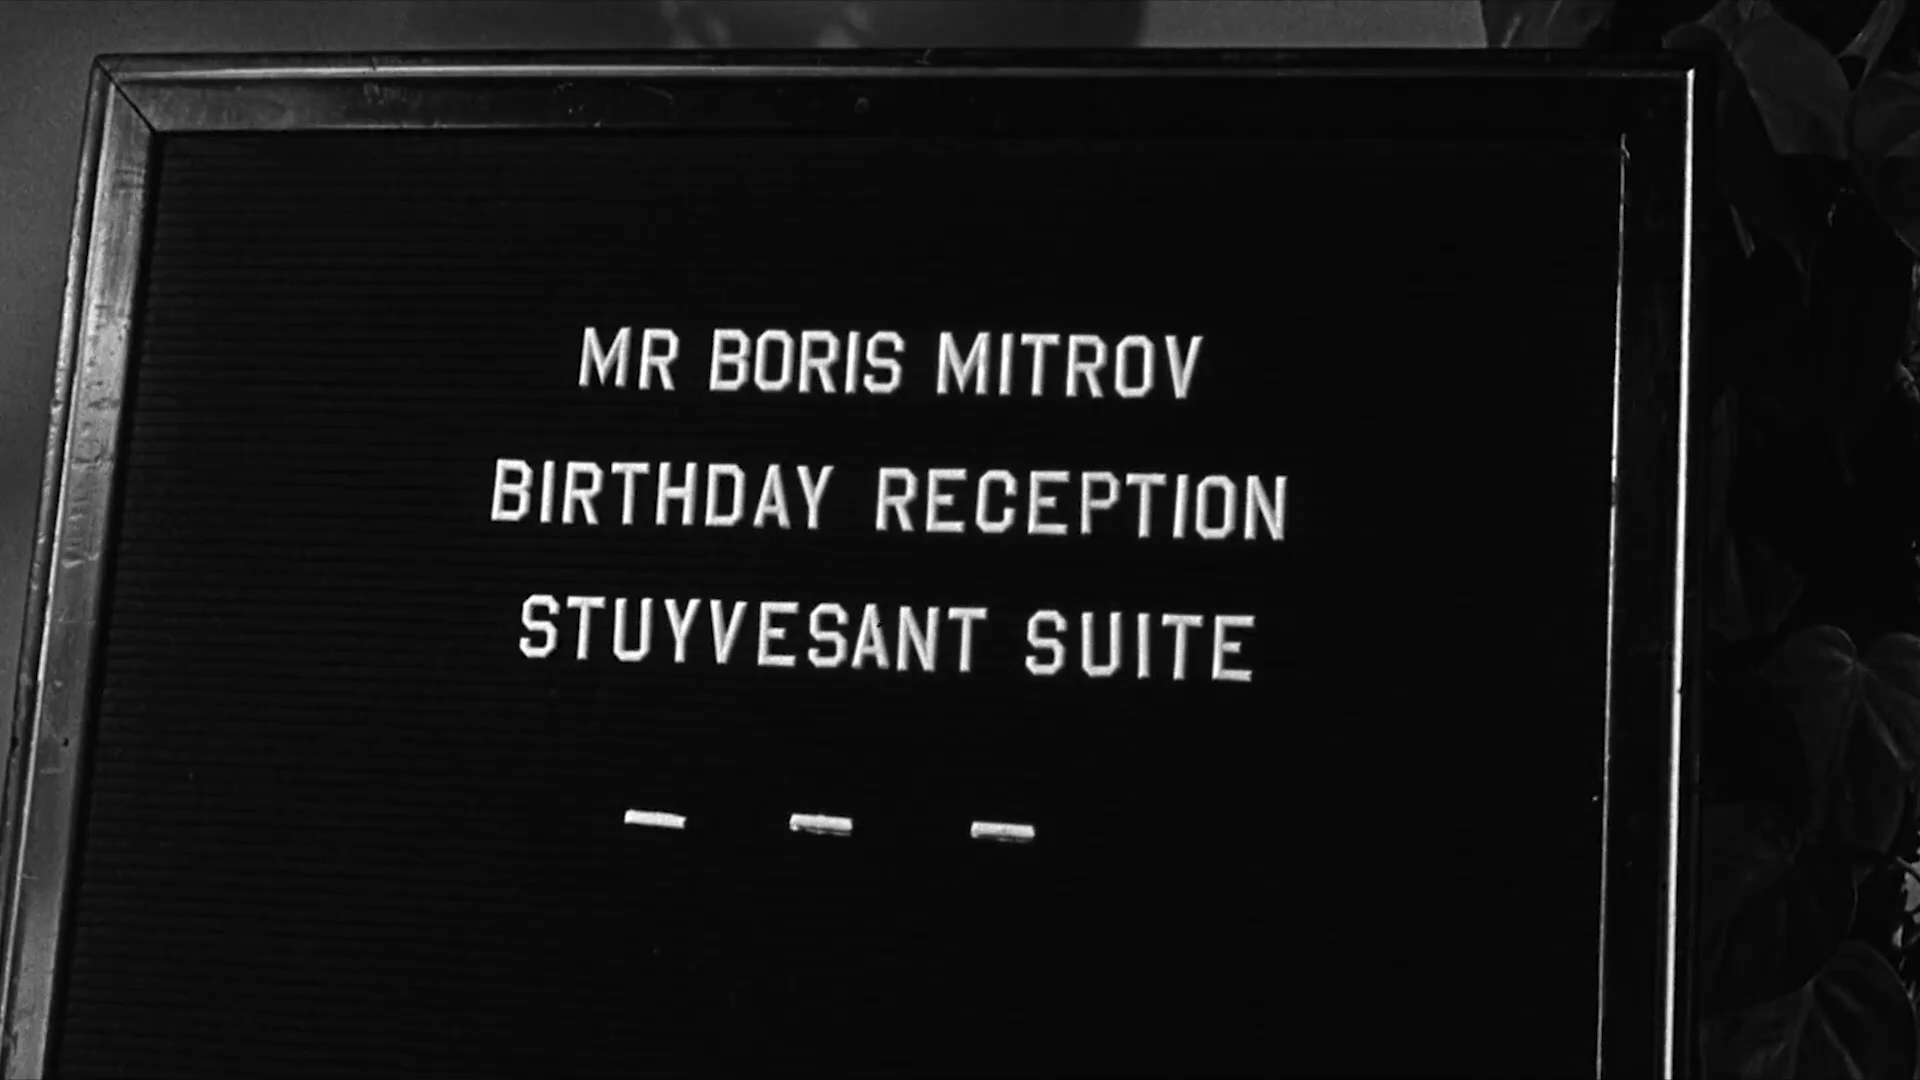 MR BORIS MITROV
BIRTHDAY RECEPTION
STUYVESANT SUITE
- - -